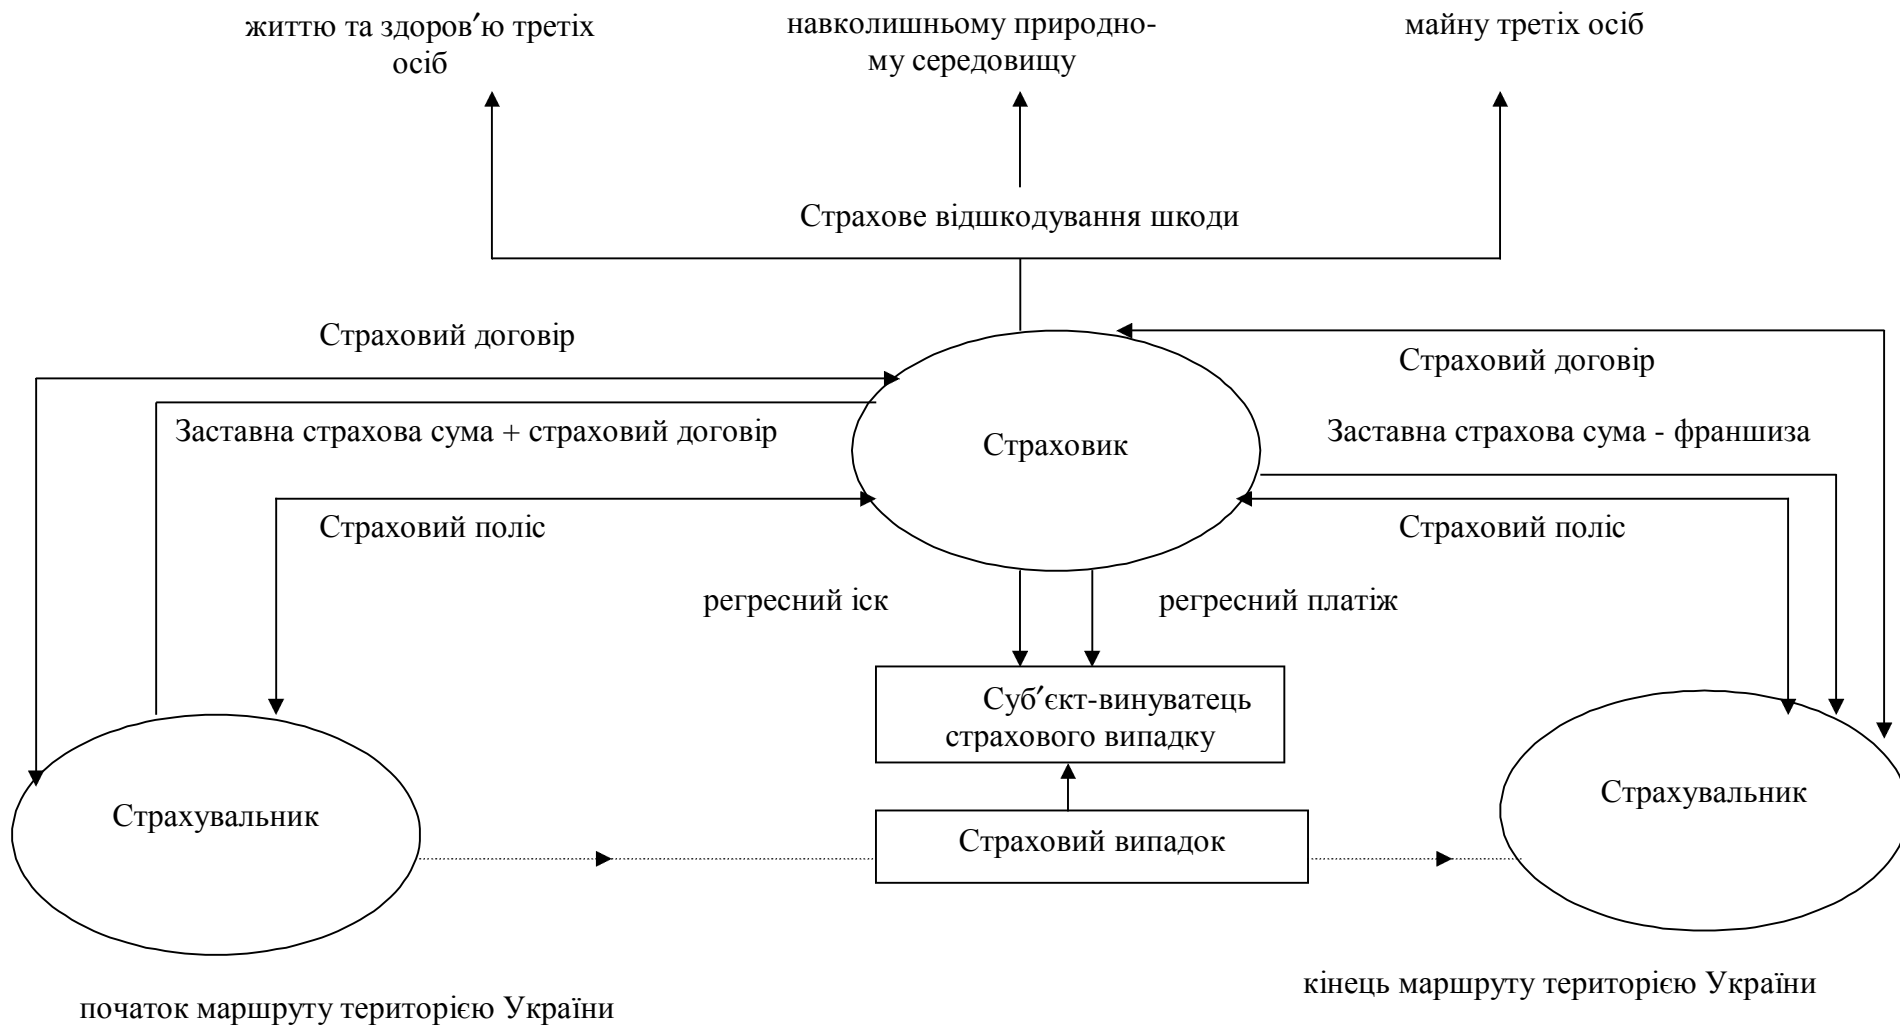 життю та здоров′ю третіх
осіб
навколишньому природно-
му середовищу
майну третіх осіб
Страхове відшкодування шкоди
Страховий договір
Страховий договір
Заставна страхова сума + страховий договір
Страховик
Заставна страхова сума - франшиза
Страховий поліс
Страховий поліс
регресний іск
регресний платіж
Суб′єкт-винуватець
страхового випадку
Страхувальник
Страховий випадок
Страхувальник
початок маршруту територією України
кінець маршруту територією України